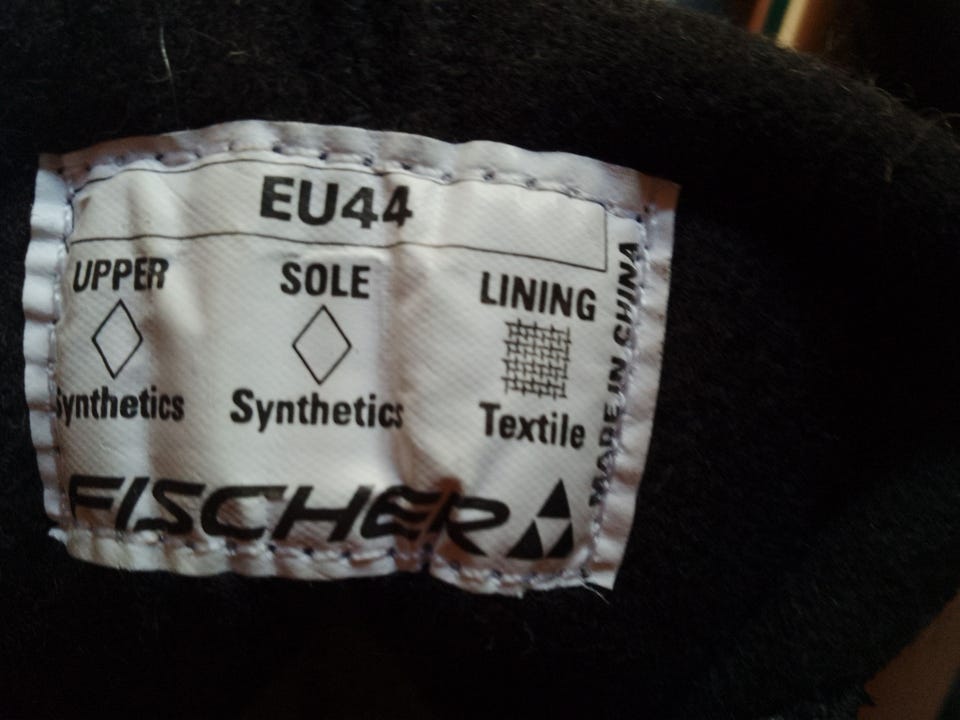 EU44
UPPER SOLE LINING
Synthetics Synthetics Textile
FISCHER
MADE IN CHINA